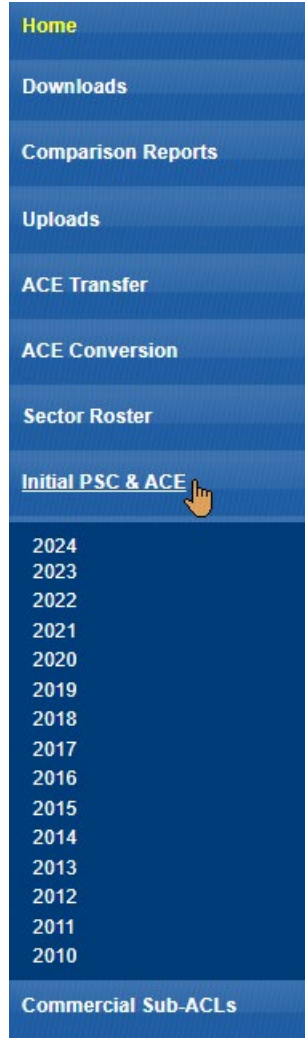 Home
Downloads
Comparison Reports
Uploads
ACE Transfer
ACE Conversion
Sector Roster
Initial PSC & ACE
2024
2023
2022
2021
2020
2019
2018
2017
2016
2015
2014
2013
2012
2011
2010
Commercial Sub-ACLs